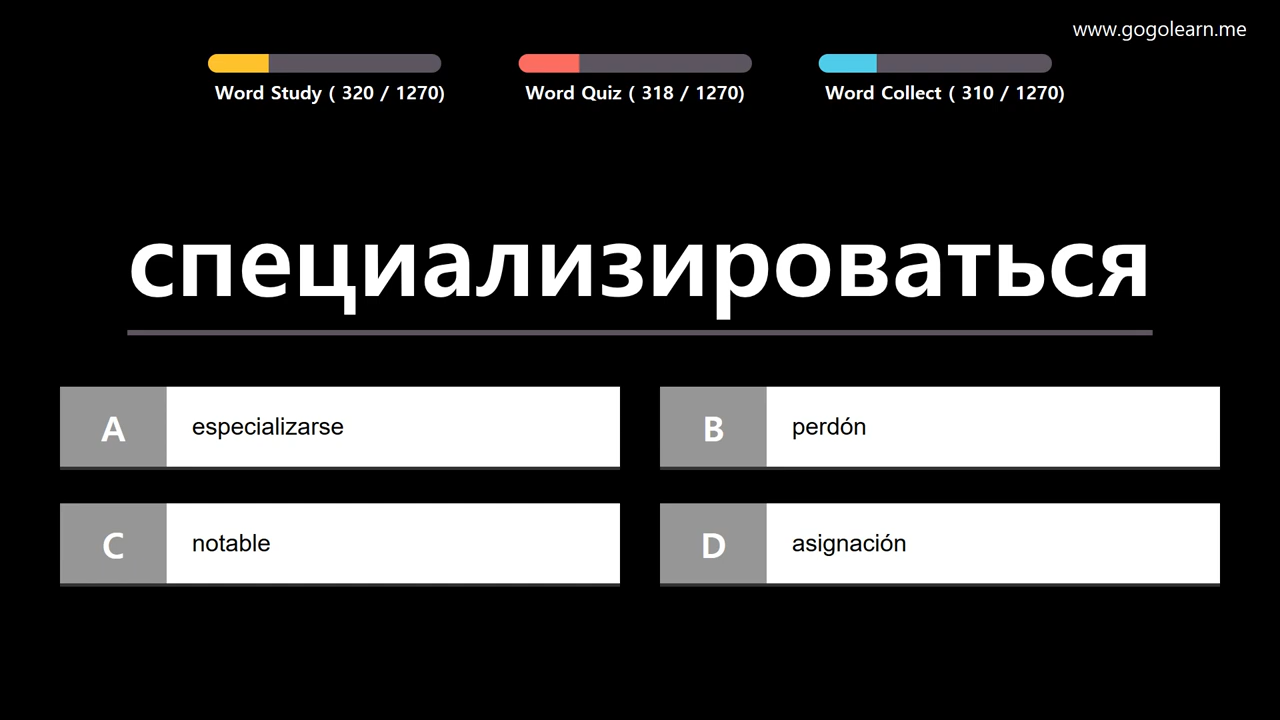 www.gogolearn.me
Word Study ( 320 / 1270)
Word Quiz ( 318 / 1270)
Word Collect ( 310 / 1270)
специализироваться
A especializarse
B perdón
C notable
D asignación